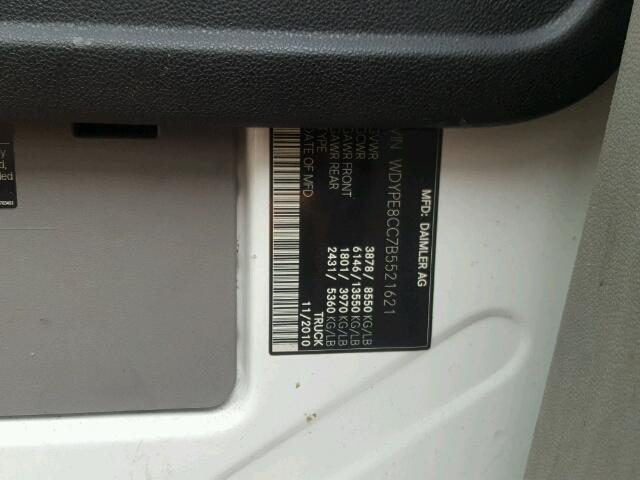 MFD: DAIMLER AG
VIN WDYPE8CC7B5521621
GVWR 3878 / 8550 KG/LB
GCWR 6146/13550 KG/LB
GAWR FRONT 1801/ 3970 KG/LB
GAWR REAR 2431/ 5360 KG/LB
TYPE TRUCK
DATE OF MFD 11/2010